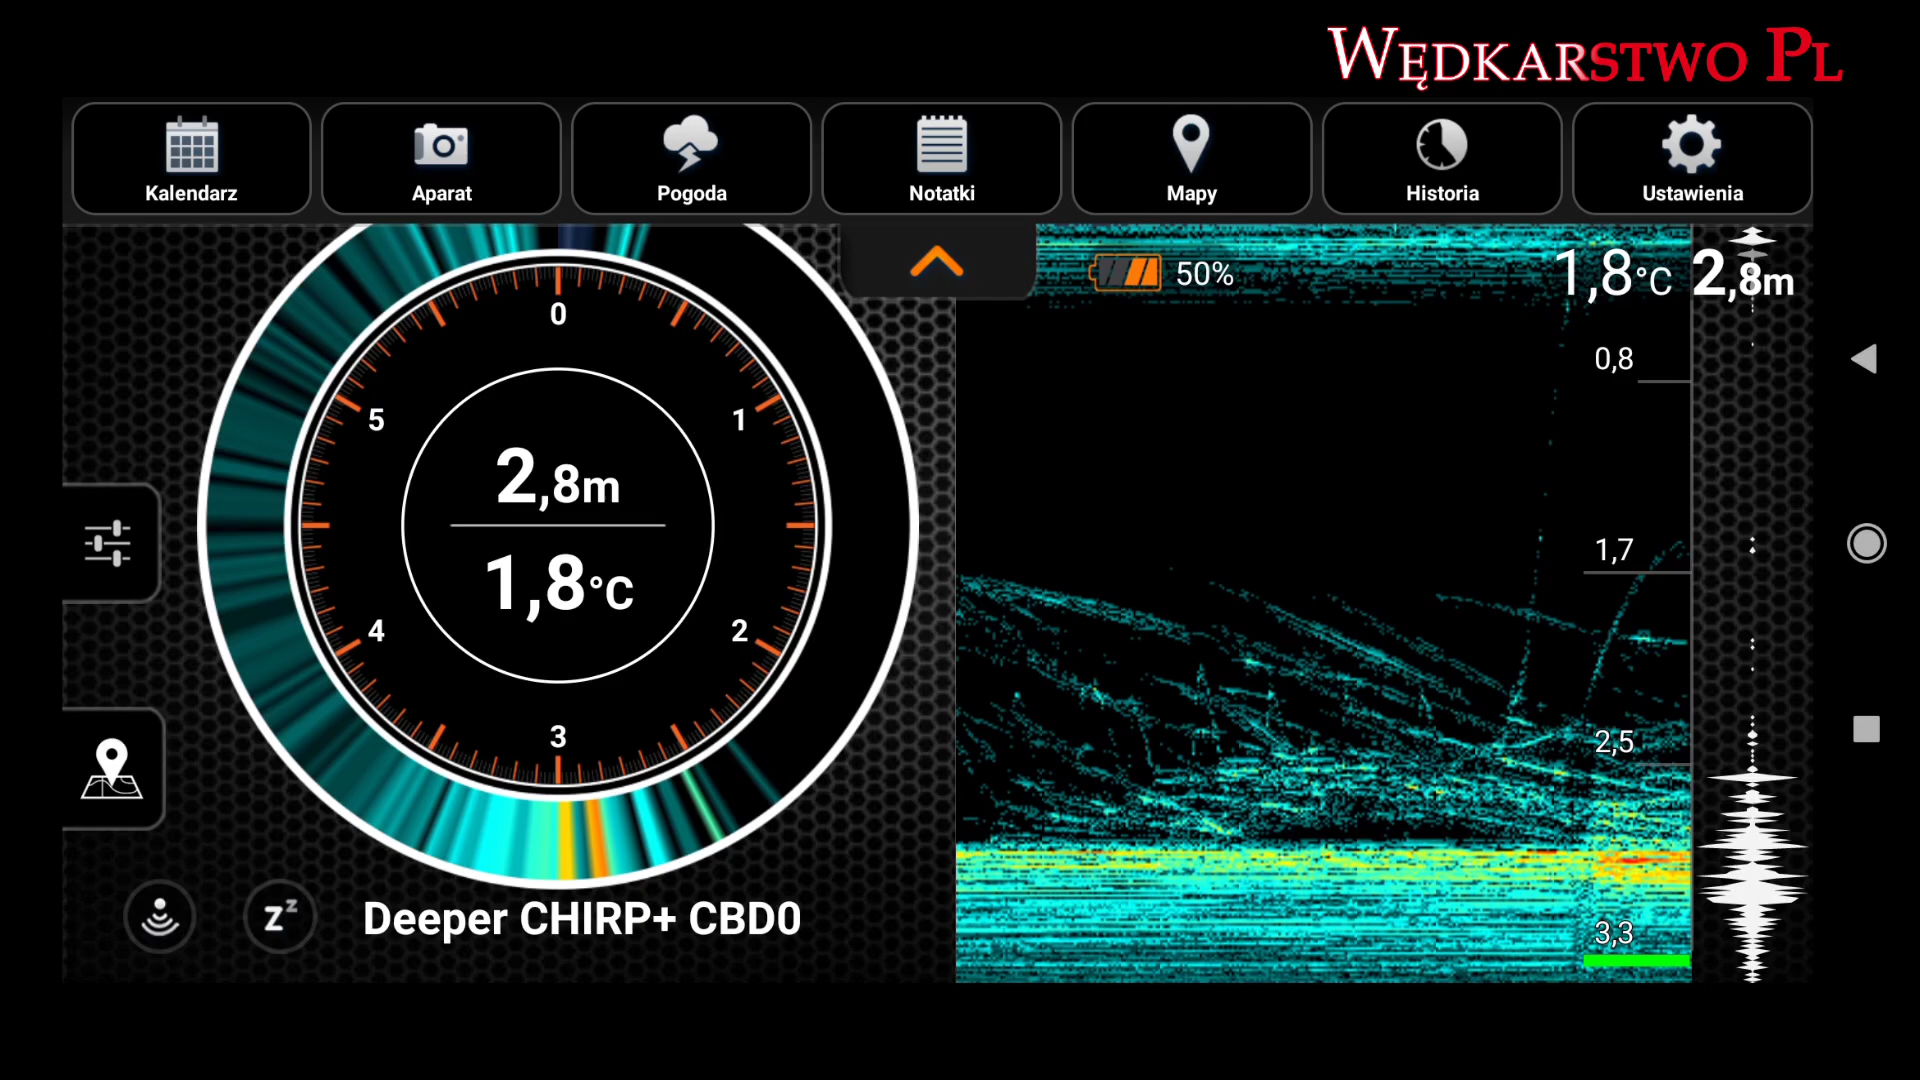 WĘDKARSTWO PL
Kalendarz
Aparat
Pogoda
Notatki
Mapy
Historia
Ustawienia
50%
1,8°C
2,8m
0
1
2
3
4
5
2,8m
1,8°C
0,8
1,7
2,5
3,3
zz
Deeper CHIRP+ CBD0